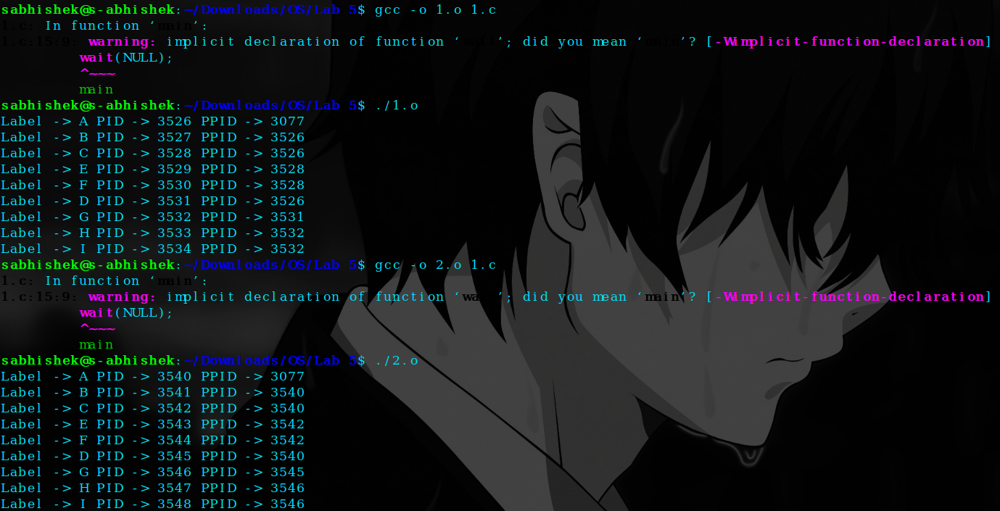 sabhishek@s-abhishek:~/Downloads/OS/Lab 5$ gcc -o 1.o 1.c
1.c: In function ‘main’:
1.c:15:9: warning: implicit declaration of function ‘wait’; did you mean ‘main’? [-Wimplicit-function-declaration]
wait(NULL);
^~~~
main
sabhishek@s-abhishek:~/Downloads/OS/Lab 5$ ./1.o
Label -> A PID -> 3526 PPID -> 3077
Label -> B PID -> 3527 PPID -> 3526
Label -> C PID -> 3528 PPID -> 3526
Label -> E PID -> 3529 PPID -> 3528
Label -> F PID -> 3530 PPID -> 3528
Label -> D PID -> 3531 PPID -> 3526
Label -> G PID -> 3532 PPID -> 3531
Label -> H PID -> 3533 PPID -> 3532
Label -> I PID -> 3534 PPID -> 3532
sabhishek@s-abhishek:~/Downloads/OS/Lab 5$ gcc -o 2.o 1.c
1.c: In function ‘main’:
1.c:15:9: warning: implicit declaration of function ‘wait’; did you mean ‘main’? [-Wimplicit-function-declaration]
wait(NULL);
^~~~
main
sabhishek@s-abhishek:~/Downloads/OS/Lab 5$ ./2.o
Label -> A PID -> 3540 PPID -> 3077
Label -> B PID -> 3541 PPID -> 3540
Label -> C PID -> 3542 PPID -> 3540
Label -> E PID -> 3543 PPID -> 3542
Label -> F PID -> 3544 PPID -> 3542
Label -> D PID -> 3545 PPID -> 3540
Label -> G PID -> 3546 PPID -> 3545
Label -> H PID -> 3547 PPID -> 3546
Label -> I PID -> 3548 PPID -> 3546